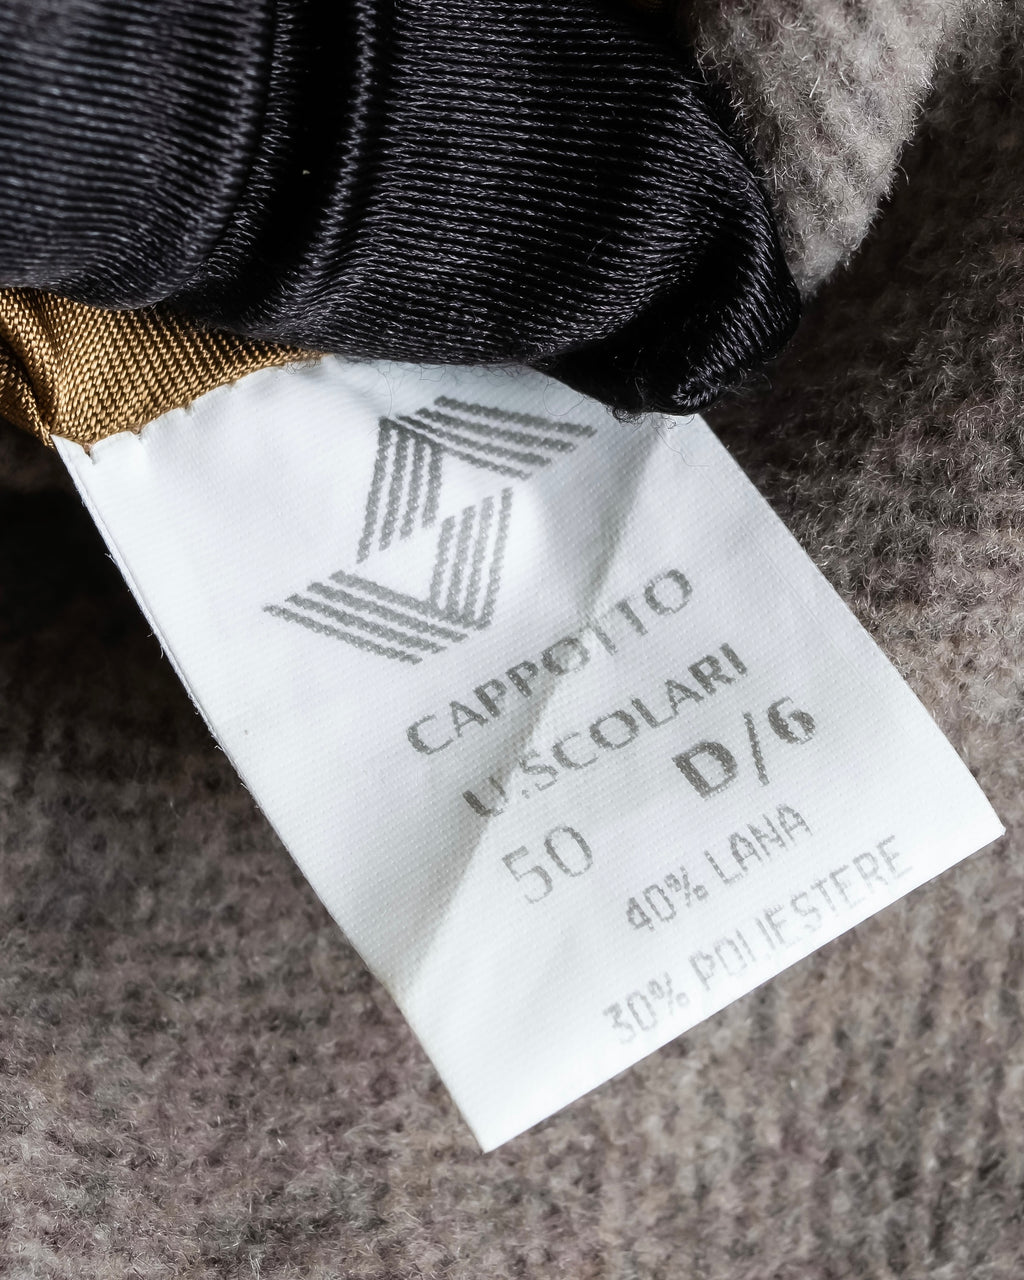 CAPPOTTO
U.SCOLARI
50 D/6
40% LANA
30% POLIESTERE